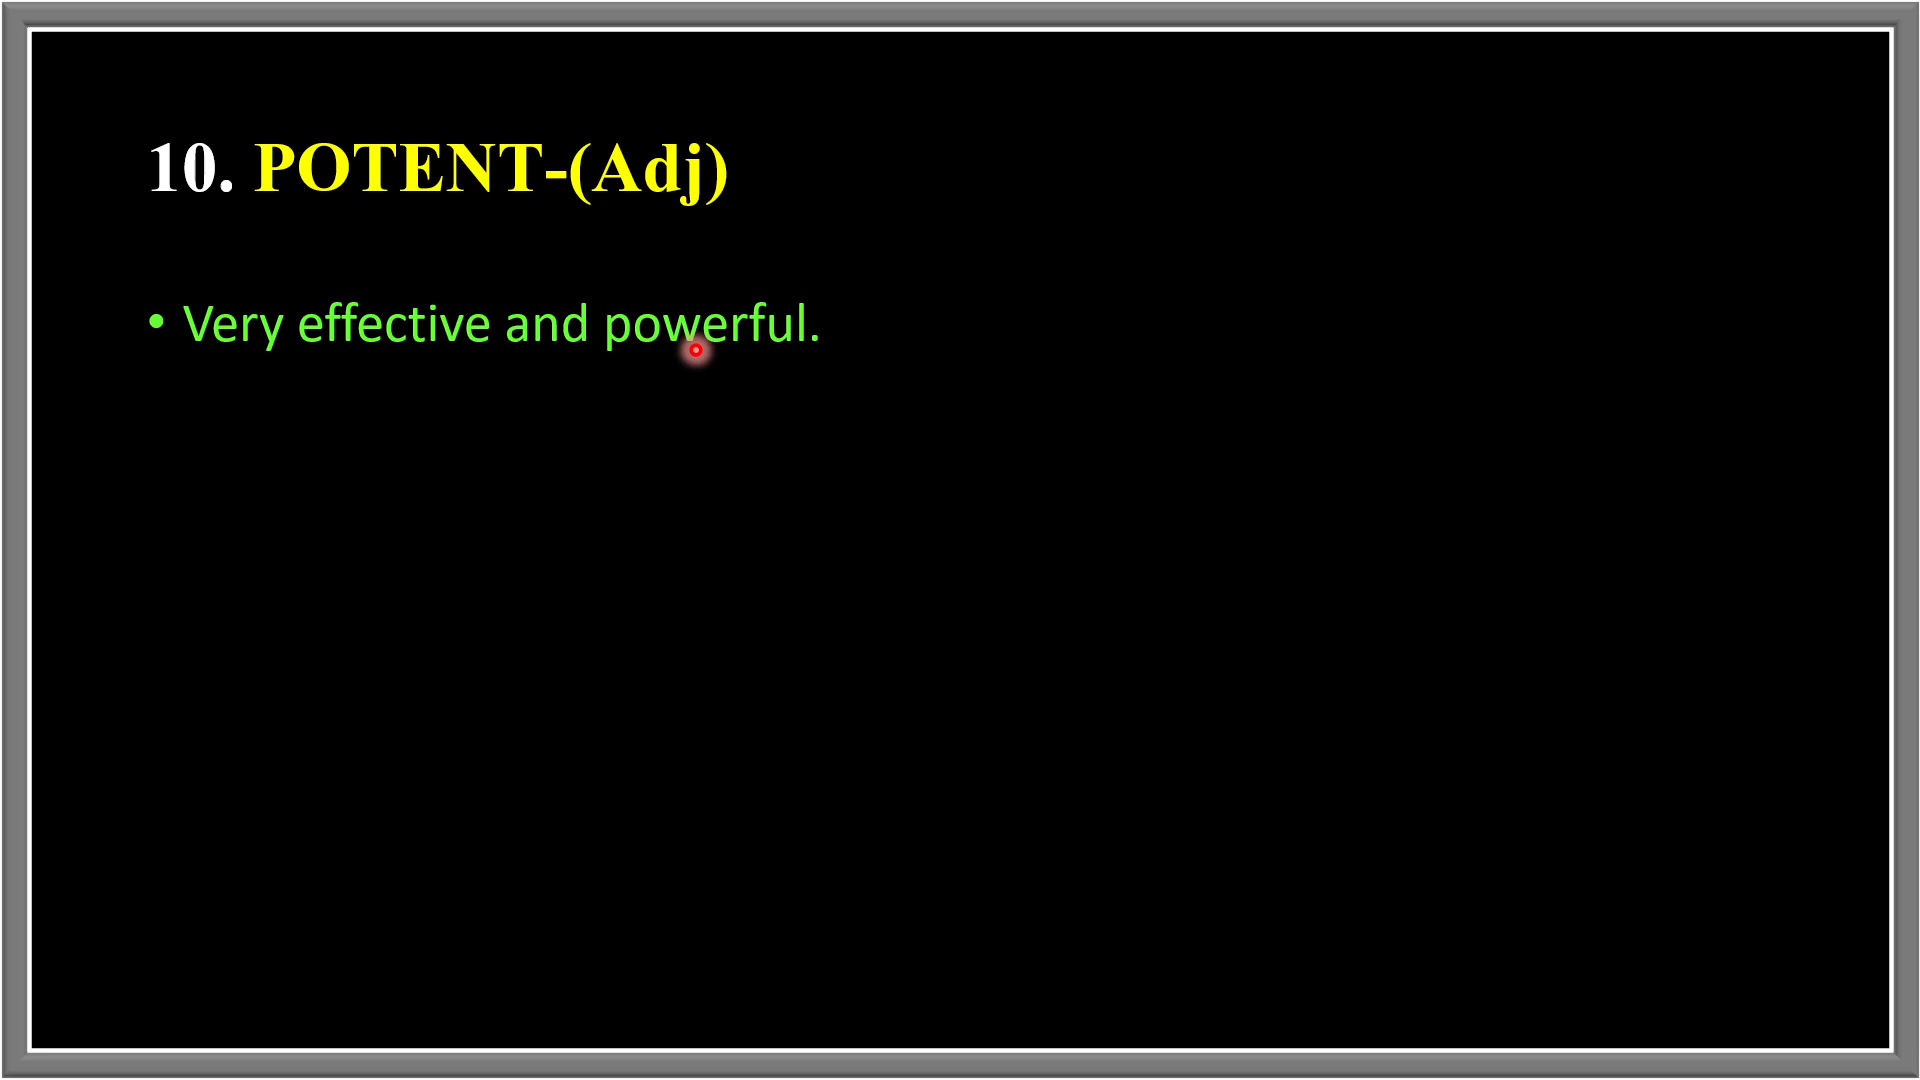 10. POTENT-(Adj)
• Very effective and powerful.